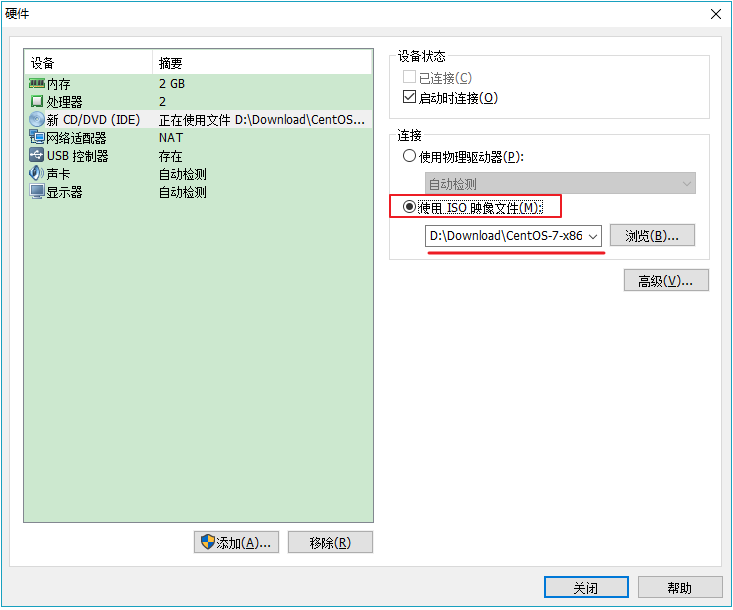 硬件
设备 摘要
内存 2 GB
处理器 2
新 CD/DVD (IDE) 正在使用文件 D:\Download\CentOS...
网络适配器 NAT
USB 控制器 存在
声卡 自动检测
显示器 自动检测
添加(A)... 移除(R)
设备状态
已连接(C)
启动时连接(O)
连接
使用物理驱动器(P):
自动检测
使用 ISO 映像文件(M):
D:\Download\CentOS-7-x86 浏览(B)...
高级(V)...
关闭 帮助